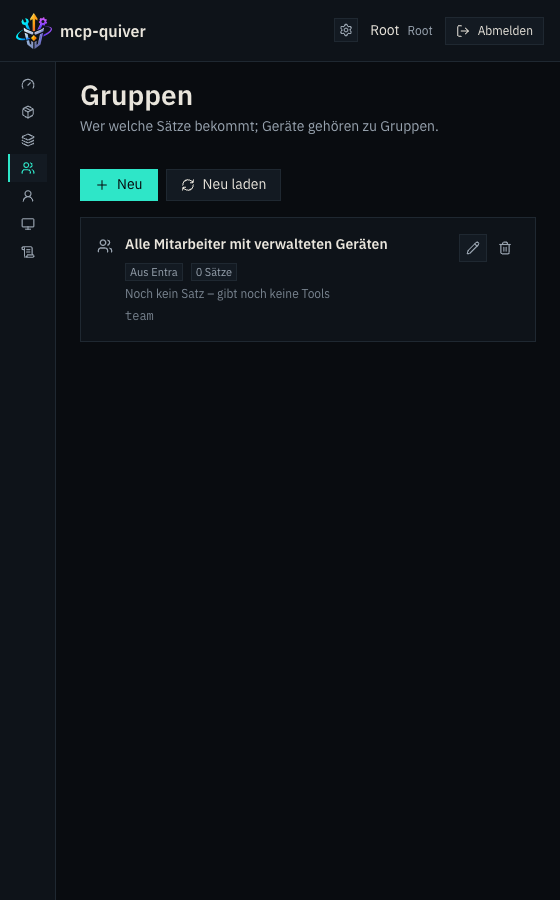 mcp-quiver
Root Root Abmelden
Gruppen
Wer welche Sätze bekommt; Geräte gehören zu Gruppen.
Neu Neu laden
Alle Mitarbeiter mit verwalteten Geräten
Aus Entra 0 Sätze
Noch kein Satz – gibt noch keine Tools
team